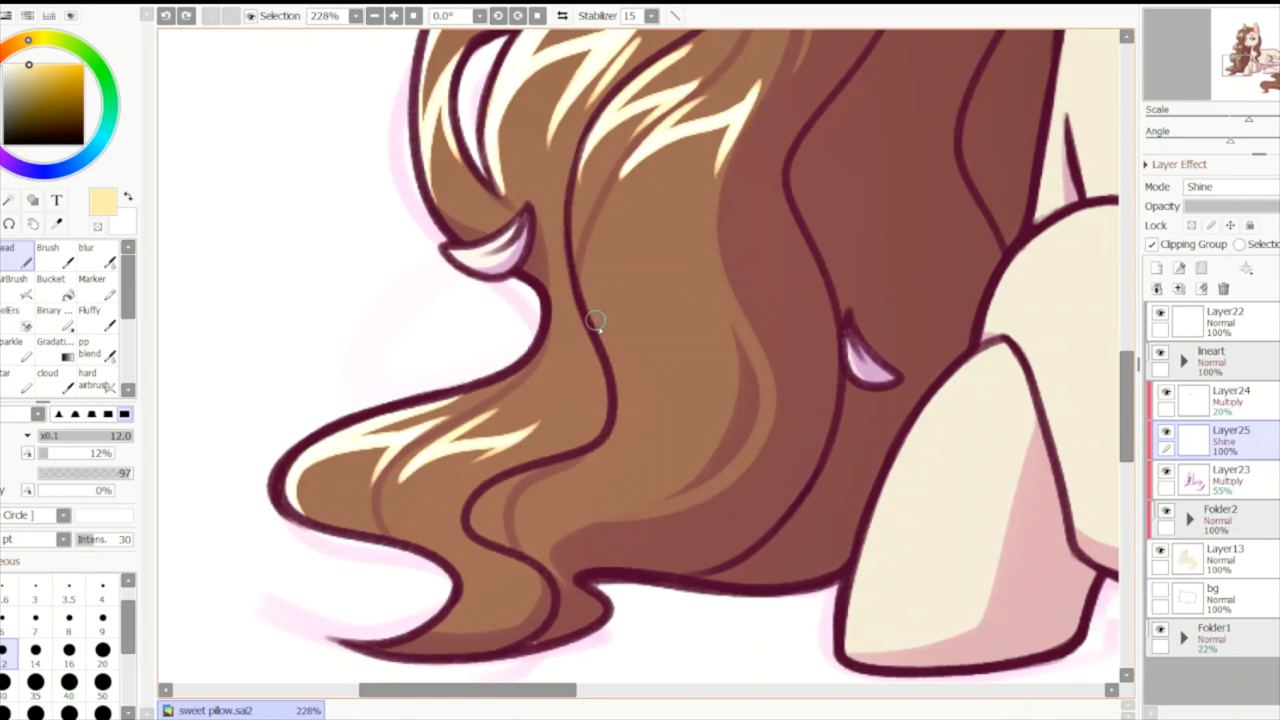 Selection 228% 0.0° Stabilizer 15
Scale
Angle
Layer Effect
Mode Shine
Opacity
Lock
Clipping Group
T
Brush blur
Bucket Marker
Binary ... Fluffy
Gradati... pp blend
cloud hard airbrush
x0.1 12.0
12%
97
0%
Circle ]
pt Intens. 30
3 3.5 4
7 8 9
14 16 20
35 40 50
Layer22
Normal
100%
lineart
Normal
100%
Layer24
Multiply
20%
Layer25
Shine
100%
Layer23
Multiply
55%
Folder2
Normal
100%
Layer13
Normal
100%
bg
Normal
100%
Folder1
Normal
22%
sweet pillow.sai2 228%